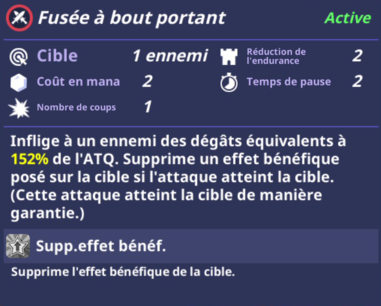 Fusée à bout portant Active
Cible 1 ennemi Réduction de l'endurance 2
Coût en mana 2 Temps de pause 2
Nombre de coups 1
Inflige à un ennemi des dégâts équivalents à
152% de l'ATQ. Supprime un effet bénéfique
posé sur la cible si l'attaque atteint la cible.
(Cette attaque atteint la cible de manière
garantie.)
Supp.effet bénéf.
Supprime l'effet bénéfique de la cible.